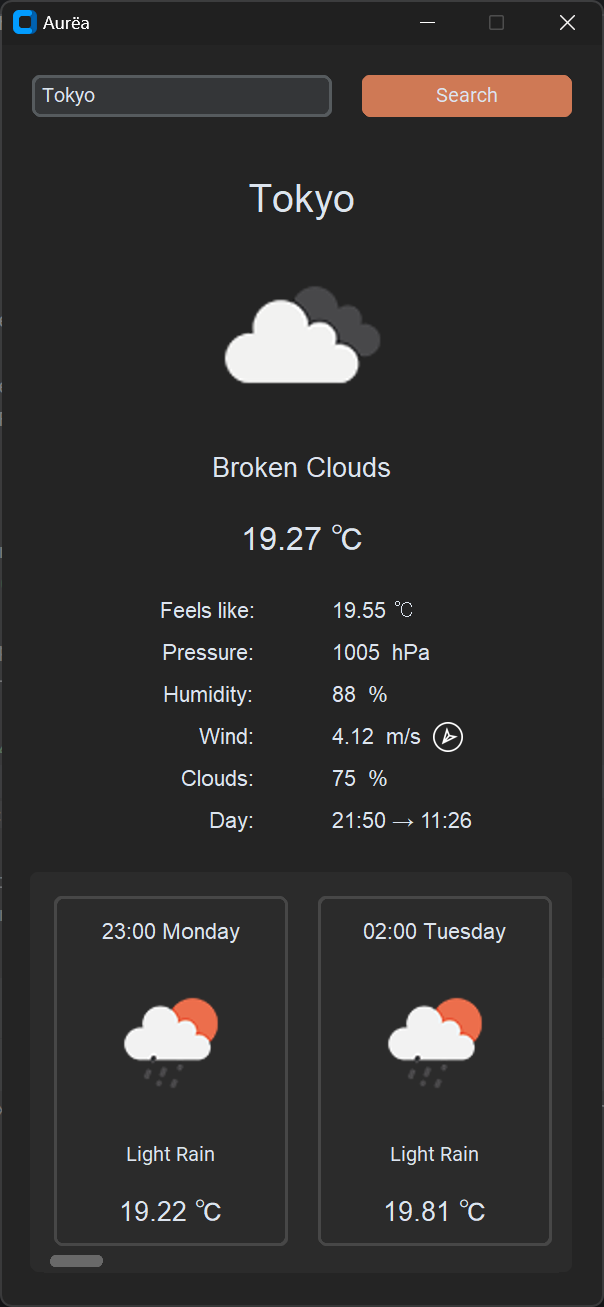 Aurëa
Tokyo Search
Tokyo
Broken Clouds
19.27 ℃
Feels like: 19.55 ℃
Pressure: 1005 hPa
Humidity: 88 %
Wind: 4.12 m/s
Clouds: 75 %
Day: 21:50 → 11:26
23:00 Monday
Light Rain
19.22 ℃
02:00 Tuesday
Light Rain
19.81 ℃